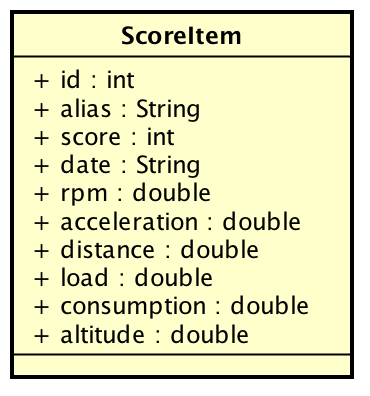 ScoreItem
+ id : int
+ alias : String
+ score : int
+ date : String
+ rpm : double
+ acceleration : double
+ distance : double
+ load : double
+ consumption : double
+ altitude : double